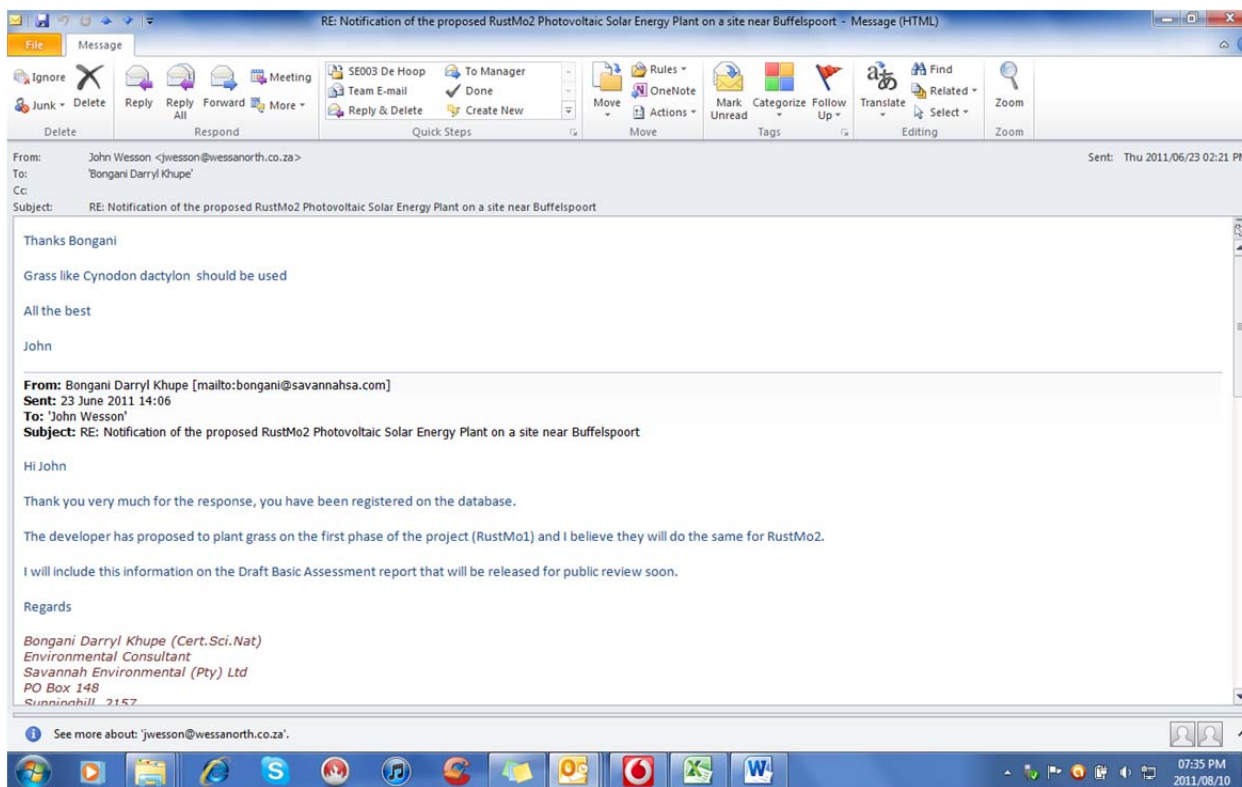 RE: Notification of the proposed RustMo2 Photovoltaic Solar Energy Plant on a site near Buffelspoort - Message (HTML)
File Message
Ignore
Junk
Delete
Reply
Reply All
Forward
Meeting
More
SE003 De Hoop
Team E-mail
Reply & Delete
To Manager
Done
Create New
Move
Rules
OneNote
Actions
Mark Unread
Categorize
Follow Up
Translate
Find
Related
Select
Zoom
Delete Respond Quick Steps Move Tags Editing Zoom
From: John Wesson <jwesson@wessanorth.co.za> Sent: Thu 2011/06/23 02:21 PM
To: 'Bongani Darryl Khupe'
Cc:
Subject: RE: Notification of the proposed RustMo2 Photovoltaic Solar Energy Plant on a site near Buffelspoort
Thanks Bongani
Grass like Cynodon dactylon should be used
All the best
John
From: Bongani Darryl Khupe [mailto:bongani@savannahsa.com]
Sent: 23 June 2011 14:06
To: 'John Wesson'
Subject: RE: Notification of the proposed RustMo2 Photovoltaic Solar Energy Plant on a site near Buffelspoort
Hi John
Thank you very much for the response, you have been registered on the database.
The developer has proposed to plant grass on the first phase of the project (RustMo1) and I believe they will do the same for RustMo2.
I will include this information on the Draft Basic Assessment report that will be released for public review soon.
Regards
Bongani Darryl Khupe (Cert.Sci.Nat)
Environmental Consultant
Savannah Environmental (Pty) Ltd
PO Box 148
Sunninghill, 2157
See more about: 'jwesson@wessanorth.co.za'.
07:35 PM
2011/08/10